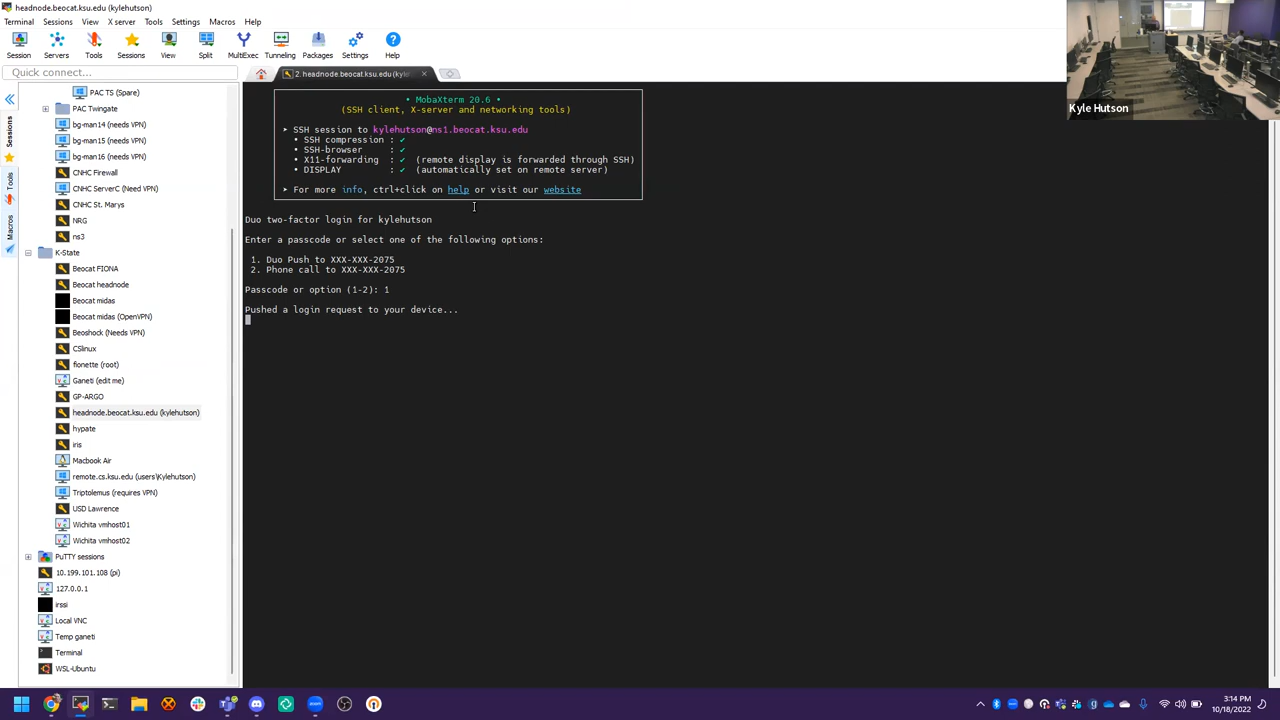 headnode.beocat.ksu.edu (kylehutson)
Terminal Sessions View X server Tools Settings Macros Help
Session Servers Tools Sessions View Split MultiExec Tunneling Packages Settings Help
Quick connect...
2. headnode.beocat.ksu.edu (kyle
Sessions
Tools
Macros
PAC TS (Spare)
PAC Twingate
bg-man14 (needs VPN)
bg-man15 (needs VPN)
bg-man16 (needs VPN)
CNHC Firewall
CNHC ServerC (Need VPN)
CNHC St. Marys
NRG
ns3
K-State
Beocat FIONA
Beocat headnode
Beocat midas
Beocat midas (OpenVPN)
Beoshock (Needs VPN)
CSlinux
fionette (root)
Ganeti (edit me)
GP-ARGO
headnode.beocat.ksu.edu (kylehutson)
hypate
iris
Macbook Air
remote.cs.ksu.edu (users\Kylehutson)
Triptolemus (requires VPN)
USD Lawrence
Wichita vmhost01
Wichita vmhost02
PuTTY sessions
10.199.101.108 (pi)
127.0.0.1
irssi
Local VNC
Temp ganeti
Terminal
WSL-Ubuntu
• MobaXterm 20.6 •
(SSH client, X-server and networking tools)
➤ SSH session to kylehutson@ns1.beocat.ksu.edu
• SSH compression : ✔
• SSH-browser : ✔
• X11-forwarding : ✔ (remote display is forwarded through SSH)
• DISPLAY : ✔ (automatically set on remote server)
➤ For more info, ctrl+click on help or visit our website
Duo two-factor login for kylehutson
Enter a passcode or select one of the following options:
1. Duo Push to XXX-XXX-2075
2. Phone call to XXX-XXX-2075
Passcode or option (1-2): 1
Pushed a login request to your device...
Kyle Hutson
3:14 PM
10/18/2022